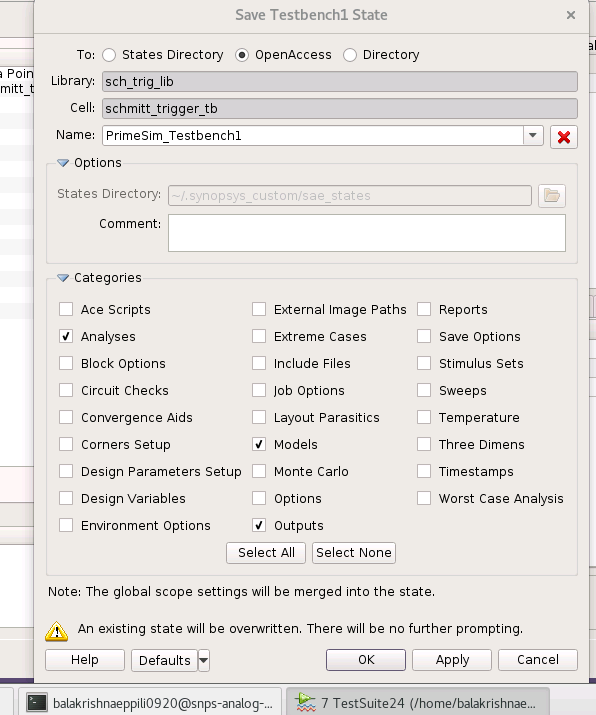 Save Testbench1 State
To: States Directory OpenAccess Directory
a Poin
Library: sch_trig_lib
mitt_t
Cell: schmitt_trigger_tb
Name: PrimeSim_Testbench1
Options
States Directory: ~/.synopsys_custom/sae_states
Comment:
Categories
Ace Scripts External Image Paths Reports
Analyses Extreme Cases Save Options
Block Options Include Files Stimulus Sets
Circuit Checks Job Options Sweeps
Convergence Aids Layout Parasitics Temperature
Corners Setup Models Three Dimens
Design Parameters Setup Monte Carlo Timestamps
Design Variables Options Worst Case Analysis
Environment Options Outputs
Select All Select None
Note: The global scope settings will be merged into the state.
An existing state will be overwritten. There will be no further prompting.
Help Defaults OK Apply Cancel
balakrishnaeppili0920@snps-analog-... 7 TestSuite24 (/home/balakrishnae...